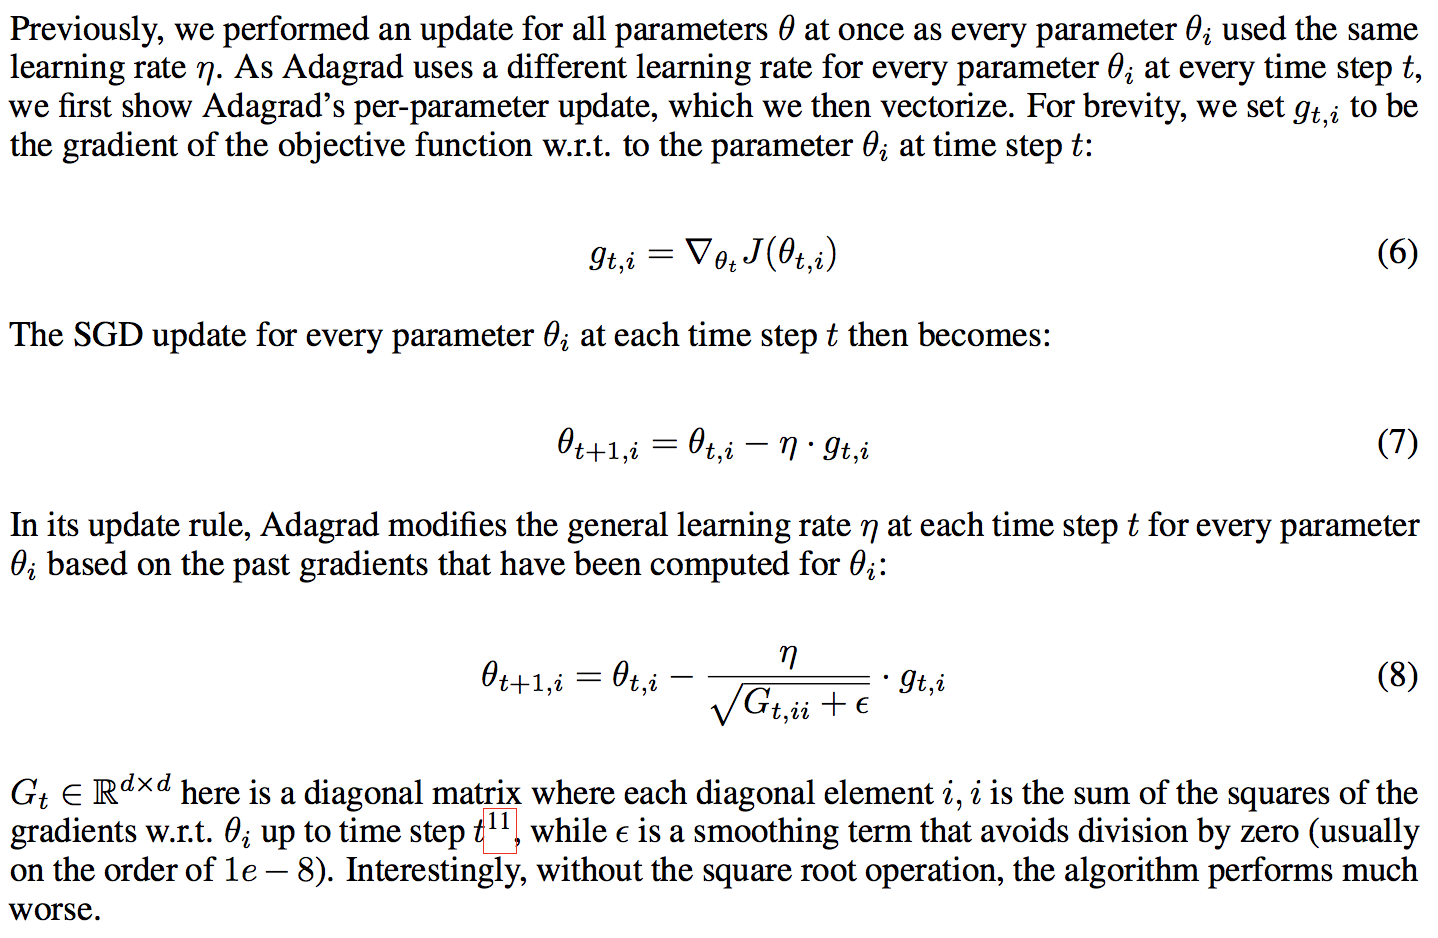 Previously, we performed an update for all parameters θ at once as every parameter θ_i used the same
learning rate η. As Adagrad uses a different learning rate for every parameter θ_i at every time step t,
we first show Adagrad's per-parameter update, which we then vectorize. For brevity, we set g_{t,i} to be
the gradient of the objective function w.r.t. to the parameter θ_i at time step t:
g_{t,i} = ∇_{θ_t} J(θ_{t,i}) (6)
The SGD update for every parameter θ_i at each time step t then becomes:
θ_{t+1,i} = θ_{t,i} − η · g_{t,i} (7)
In its update rule, Adagrad modifies the general learning rate η at each time step t for every parameter
θ_i based on the past gradients that have been computed for θ_i:
θ_{t+1,i} = θ_{t,i} − \frac{η}{\sqrt{G_{t,ii} + ϵ}} · g_{t,i} (8)
G_t ∈ ℝ^{d×d} here is a diagonal matrix where each diagonal element i, i is the sum of the squares of the
gradients w.r.t. θ_i up to time step t^{11}, while ϵ is a smoothing term that avoids division by zero (usually
on the order of 1e − 8). Interestingly, without the square root operation, the algorithm performs much
worse.